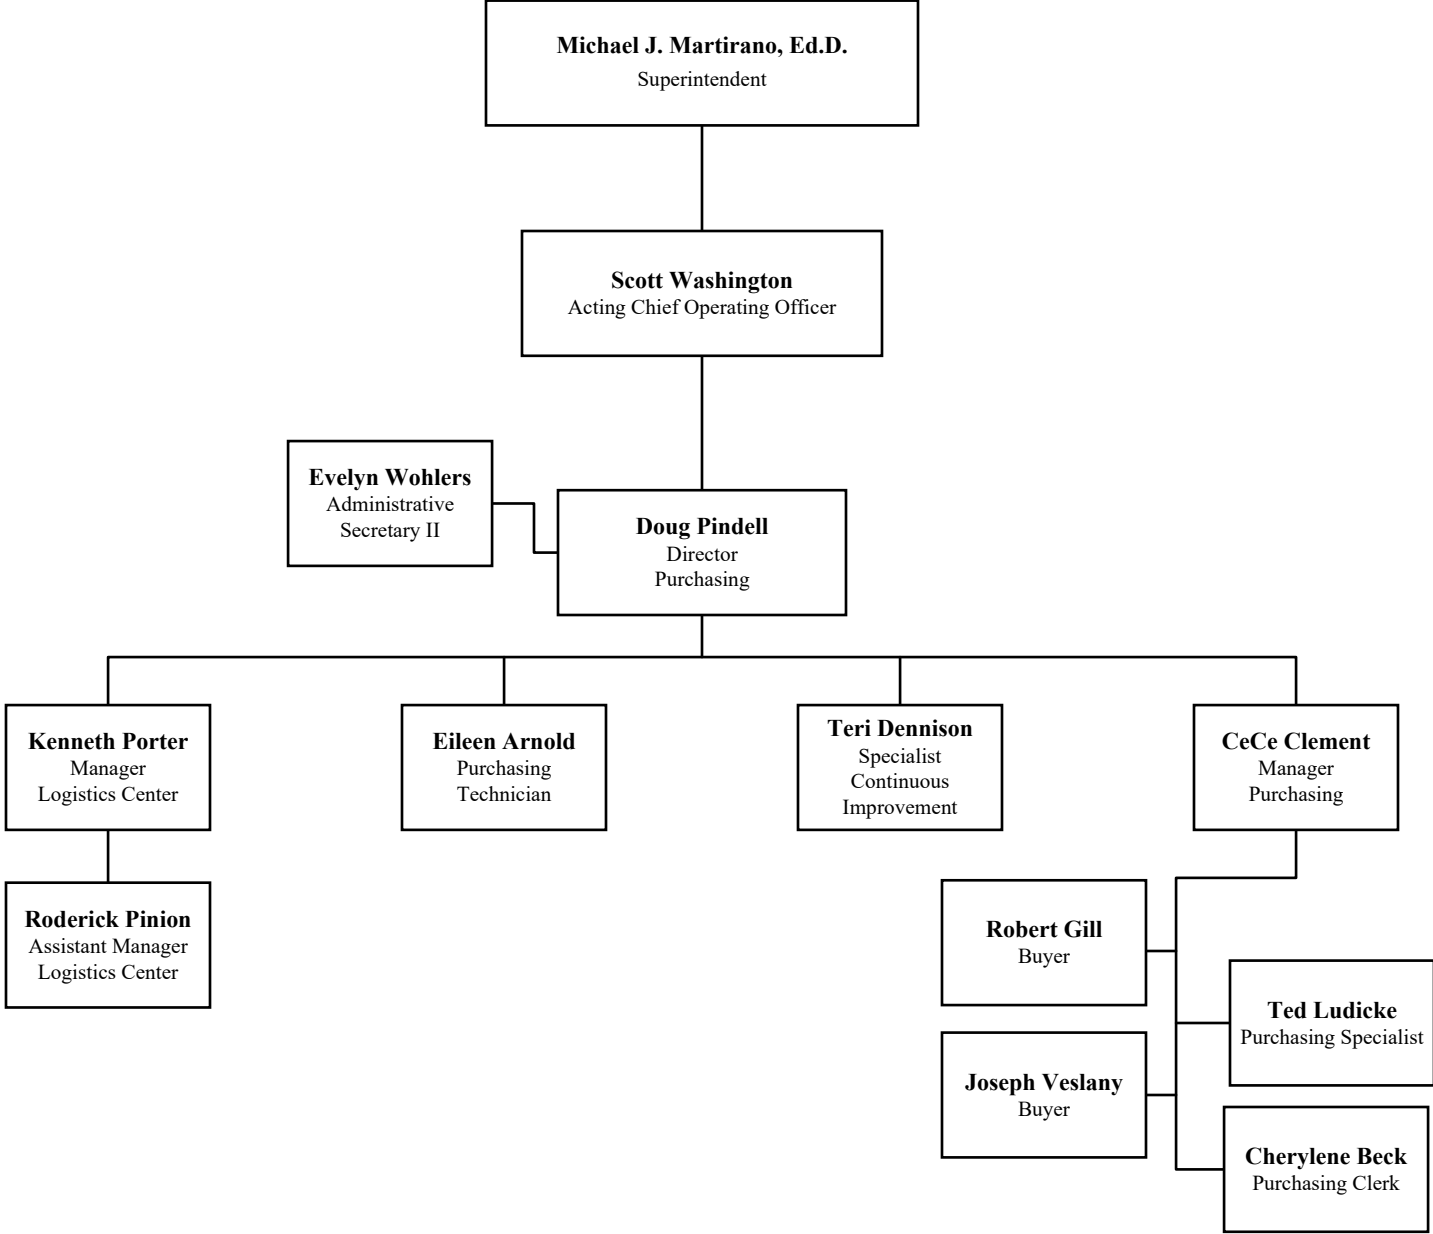 Michael J. Martirano, Ed.D.
Superintendent
Scott Washington
Acting Chief Operating Officer
Evelyn Wohlers
Administrative
Secretary II
Doug Pindell
Director
Purchasing
Kenneth Porter
Manager
Logistics Center
Eileen Arnold
Purchasing
Technician
Teri Dennison
Specialist
Continuous
Improvement
CeCe Clement
Manager
Purchasing
Roderick Pinion
Assistant Manager
Logistics Center
Robert Gill
Buyer
Ted Ludicke
Purchasing Specialist
Joseph Veslany
Buyer
Cherylene Beck
Purchasing Clerk